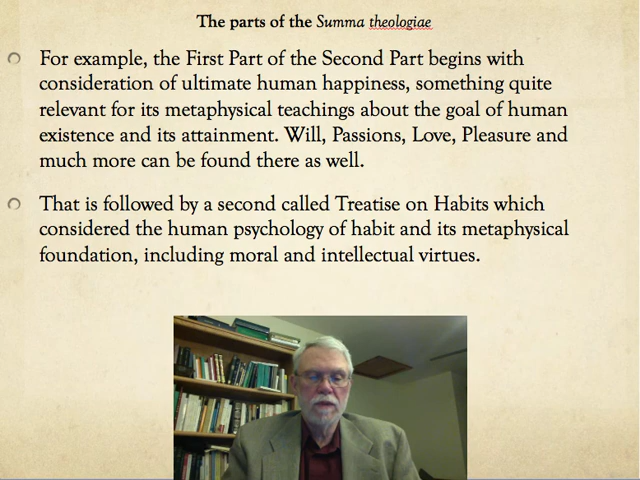 The parts of the Summa theologiae
For example, the First Part of the Second Part begins with
consideration of ultimate human happiness, something quite
relevant for its metaphysical teachings about the goal of human
existence and its attainment. Will, Passions, Love, Pleasure and
much more can be found there as well.
That is followed by a second called Treatise on Habits which
considered the human psychology of habit and its metaphysical
foundation, including moral and intellectual virtues.